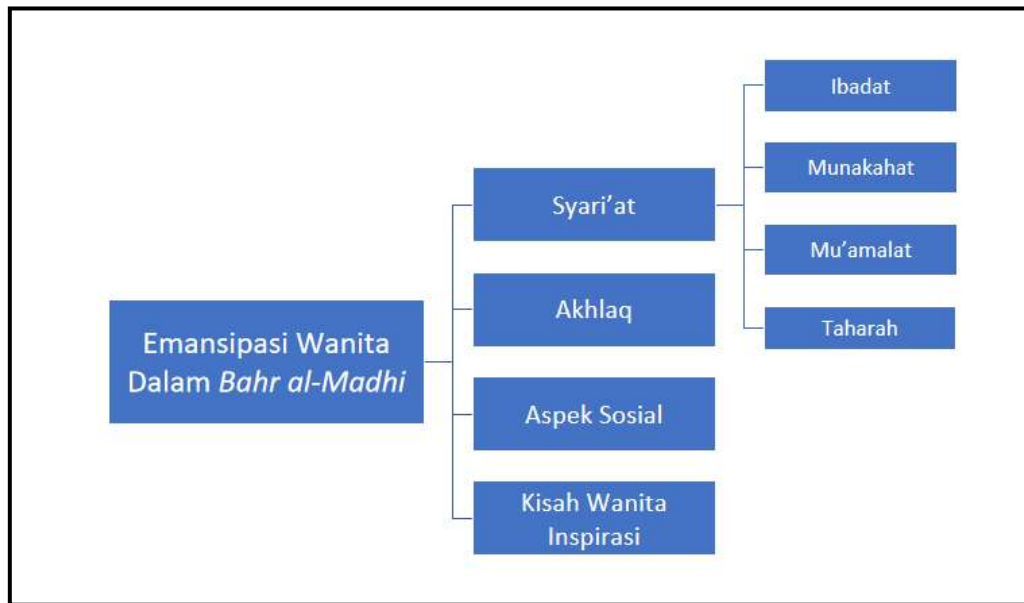 Emansipasi Wanita
Dalam Bahr al-Madhi
Syari’at
Akhlaq
Aspek Sosial
Kisah Wanita
Inspirasi
Ibadat
Munakahat
Mu’amalat
Taharah